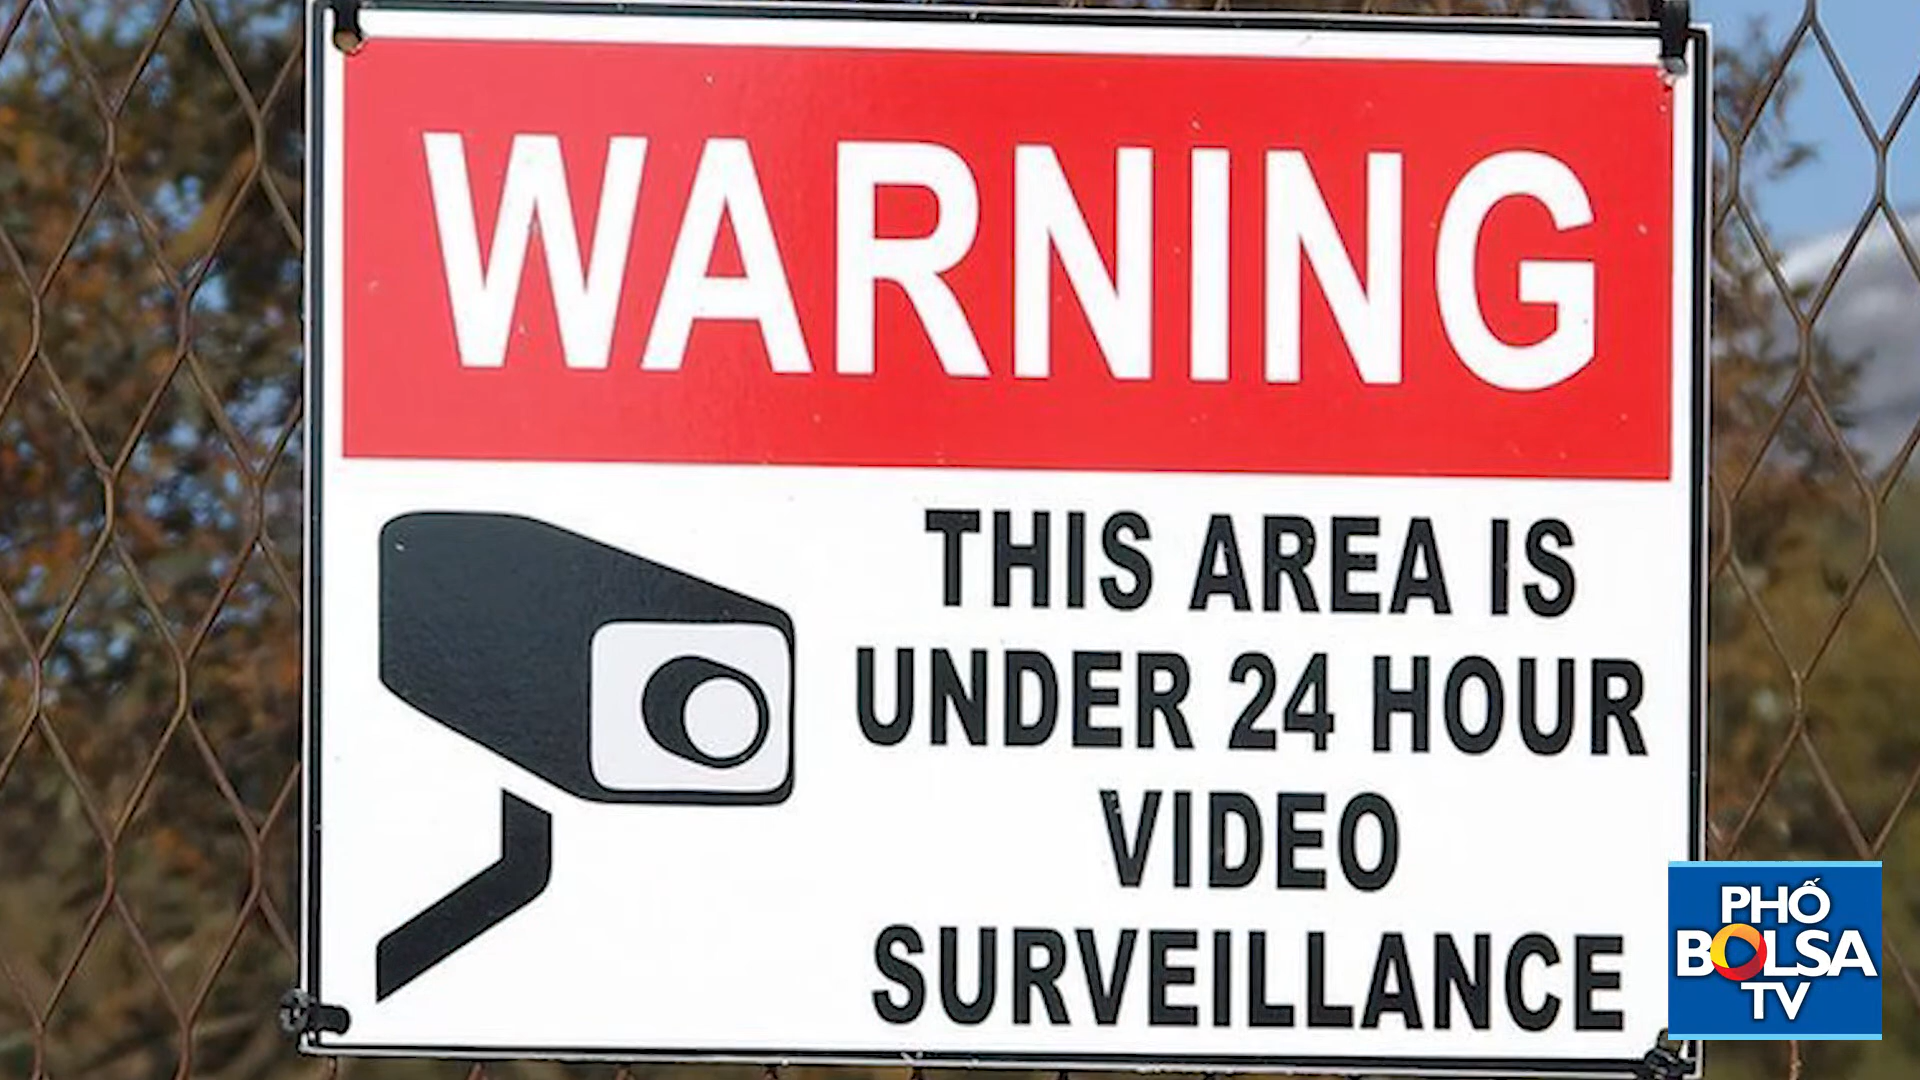 WARNING
THIS AREA IS
UNDER 24 HOUR
VIDEO
SURVEILLANCE
PHỐ
BOLSA
TV